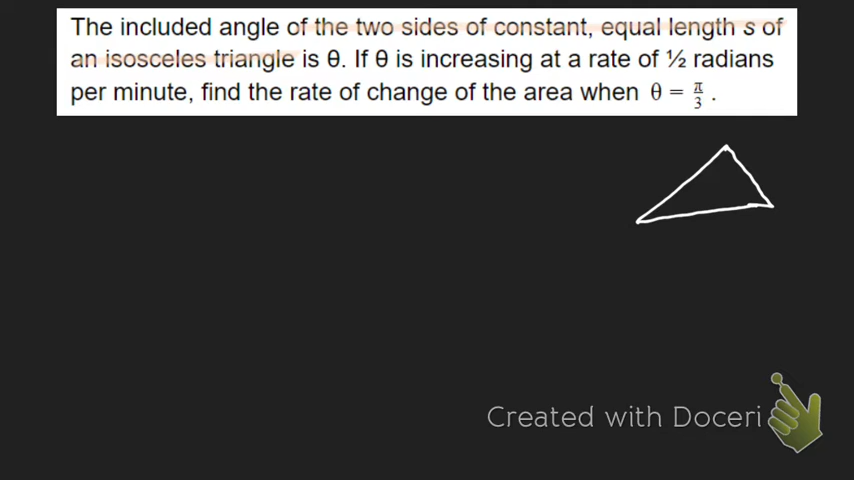 The included angle of the two sides of constant, equal length s of
an isosceles triangle is θ. If θ is increasing at a rate of ½ radians
per minute, find the rate of change of the area when θ = π/3 .
Created with Doceri